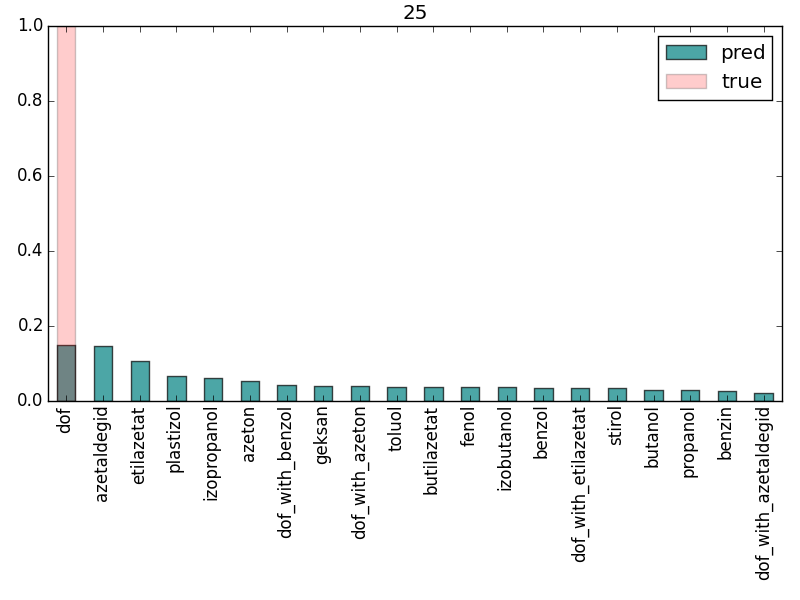 25
1.0
0.8
0.6
0.4
0.2
0.0
pred
true
dof
azetaldegid
etilazetat
plastizol
izopropanol
azeton
dof_with_benzol
geksan
dof_with_azeton
toluol
butilazetat
fenol
izobutanol
benzol
dof_with_etilazetat
stirol
butanol
propanol
benzin
dof_with_azetaldegid